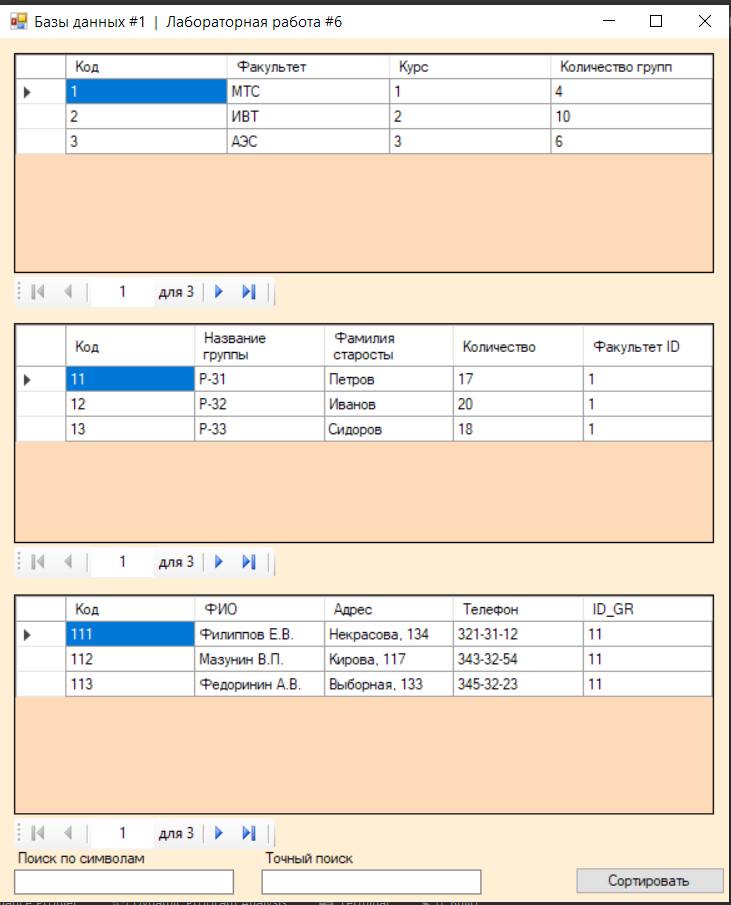 Базы данных #1 | Лабораторная работа #6
Код Факультет Курс Количество групп
1 МТС 1 4
2 ИВТ 2 10
3 АЭС 3 6
1 для 3
Код Название группы Фамилия старосты Количество Факультет ID
11 Р-31 Петров 17 1
12 Р-32 Иванов 20 1
13 Р-33 Сидоров 18 1
1 для 3
Код ФИО Адрес Телефон ID_GR
111 Филиппов Е.В. Некрасова, 134 321-31-12 11
112 Мазунин В.П. Кирова, 117 343-32-54 11
113 Федоринин А.В. Выборная, 133 345-32-23 11
1 для 3
Поиск по символам Точный поиск
Сортировать